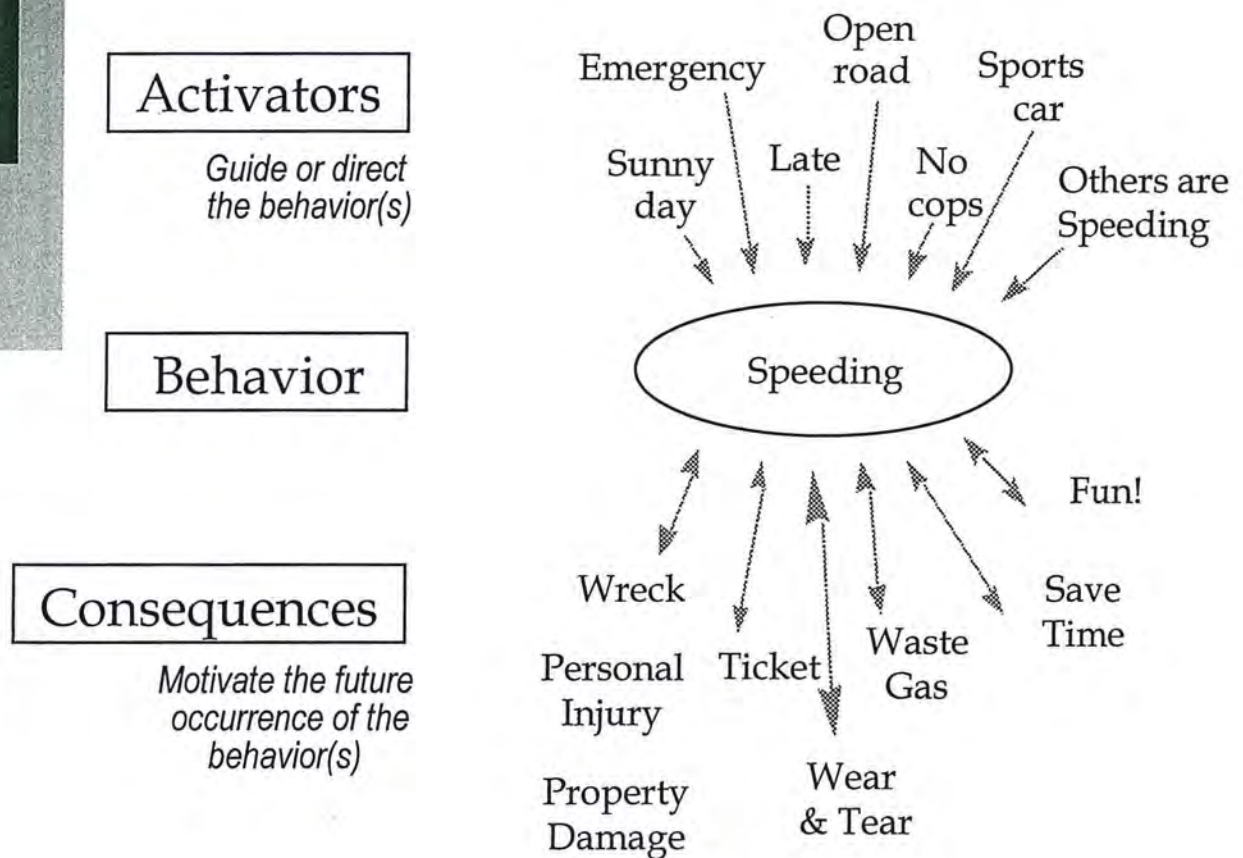 Activators
Guide or direct
the behavior(s)
Emergency
Open
road
Sports
car
Sunny
day
Late
No
cops
Others are
Speeding
Behavior
Speeding
Consequences
Motivate the future
occurrence of the
behavior(s)
Wreck
Personal
Injury
Property
Damage
Ticket
Wear
& Tear
Waste
Gas
Save
Time
Fun!